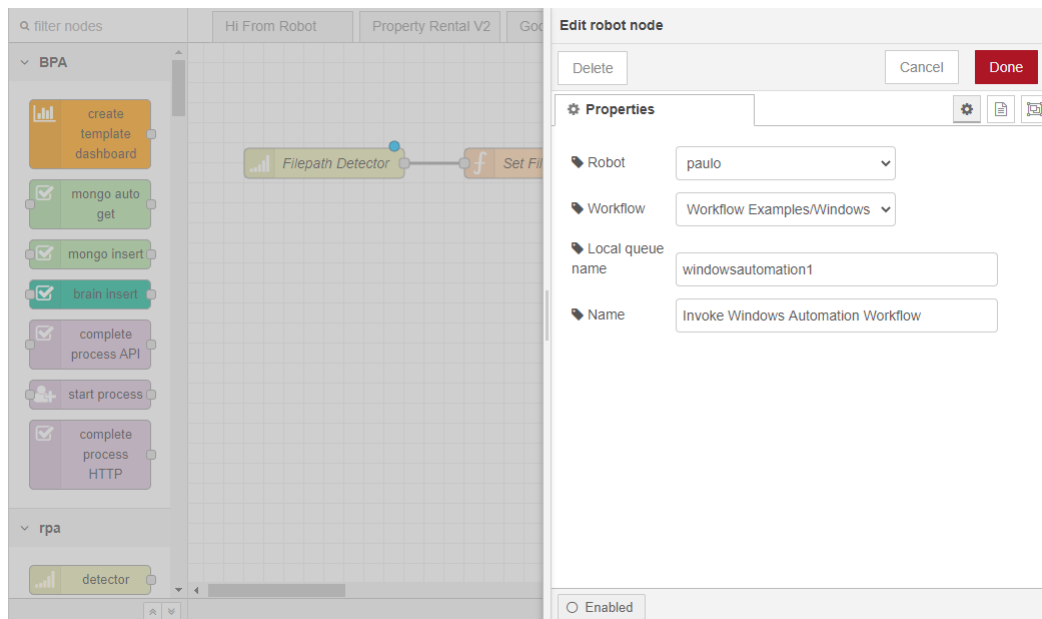 filter nodes
Hi From Robot
Property Rental V2
Goo
Edit robot node
BPA
Delete
Cancel
Done
Properties
create
template
dashboard
Filepath Detector
Set Fil
Robot
paulo
mongo auto
get
Workflow
Workflow Examples/Windows
mongo insert
Local queue
name
windowsautomation1
brain insert
Name
Invoke Windows Automation Workflow
complete
process API
start process
complete
process
HTTP
rpa
detector
Enabled